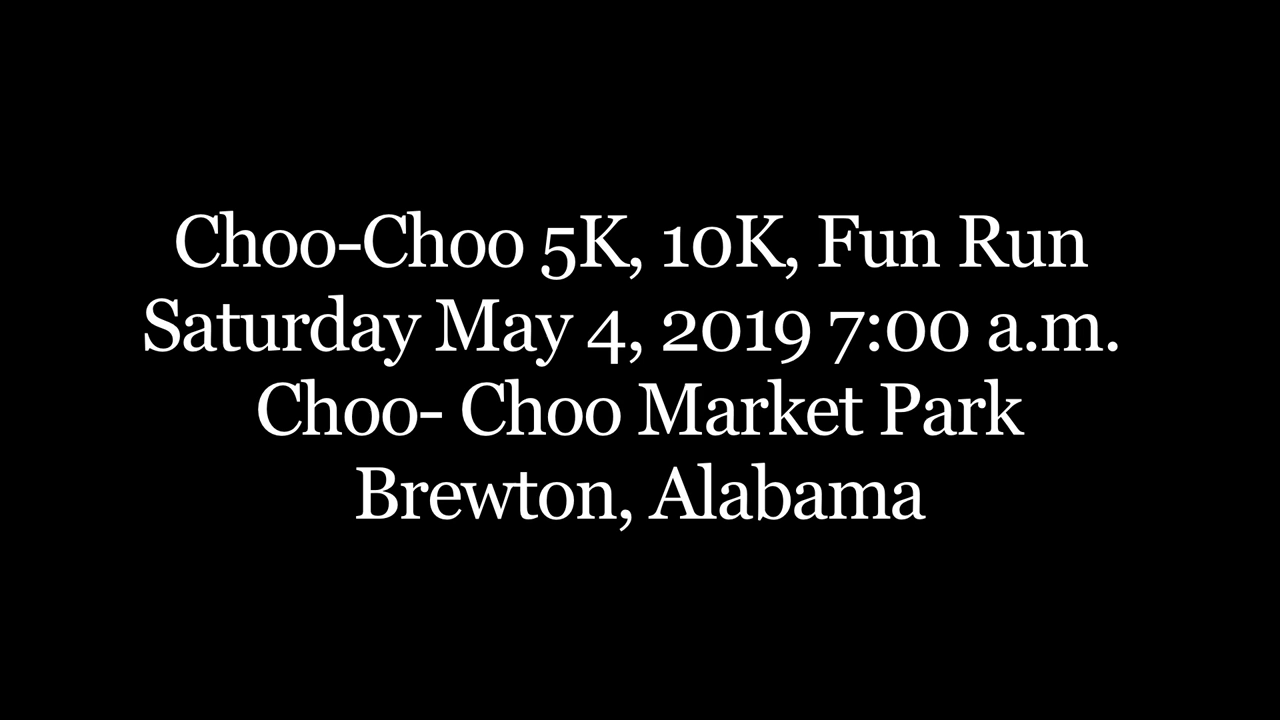 Choo-Choo 5K, 10K, Fun Run
Saturday May 4, 2019 7:00 a.m.
Choo- Choo Market Park
Brewton, Alabama